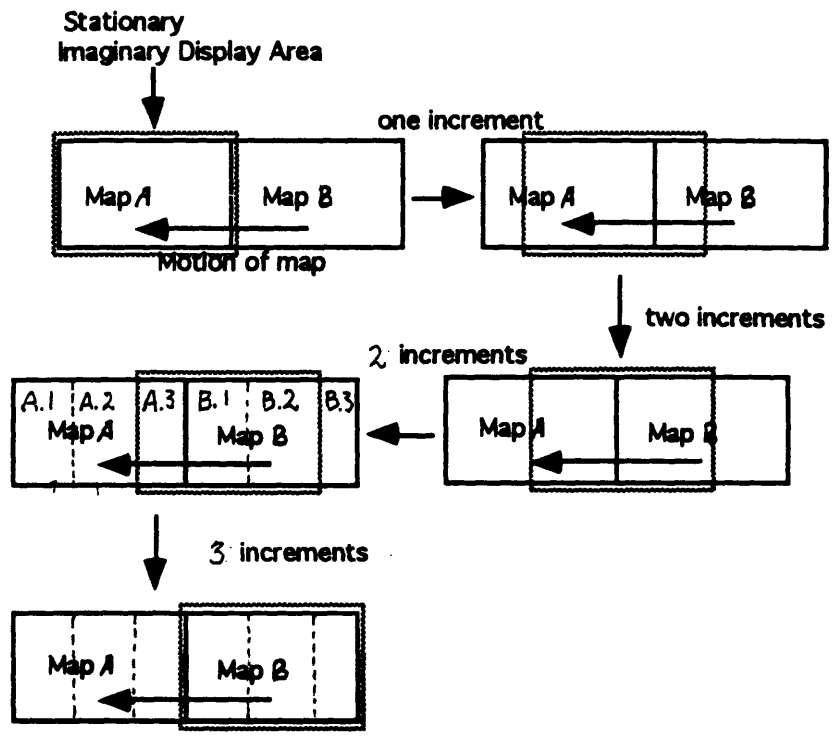 Stationary
Imaginary Display Area
one increment
Map A
Map B
Motion of map
Map A
Map B
two increments
2 increments
A.1 A.2 A.3 B.1 B.2 B.3
Map A
Map B
Map A
Map B
3 increments
Map A
Map B